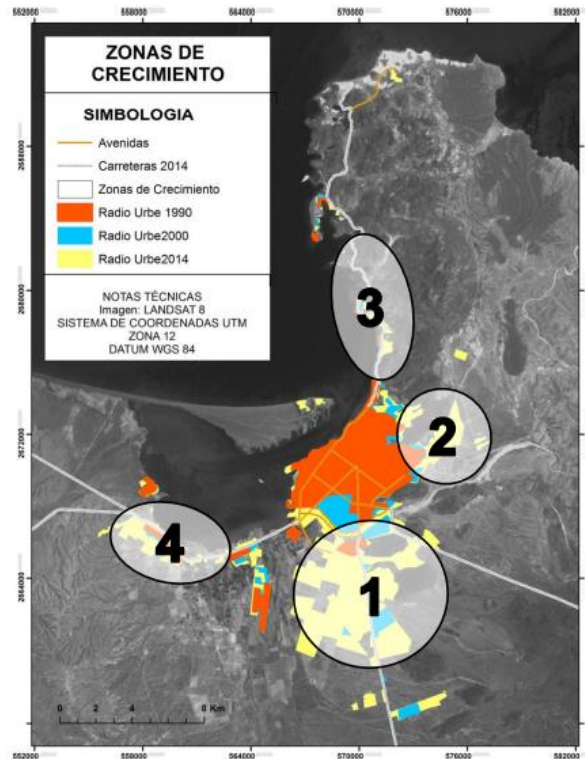 552000 558000 564000 570000 576000 582000
ZONAS DE
CRECIMIENTO
SIMBOLOGIA
Avenidas
Carreteras 2014
Zonas de Crecimiento
Radio Urbe 1990
Radio Urbe2000
Radio Urbe2014
NOTAS TÉCNICAS
Imagen: LANDSAT 8
SISTEMA DE COORDENADAS UTM
ZONA 12
DATUM WGS 84
2688000
2680000
2672000
2664000
3
2
4
1
0 2 4 8 Km
552000 558000 564000 570000 576000 582000